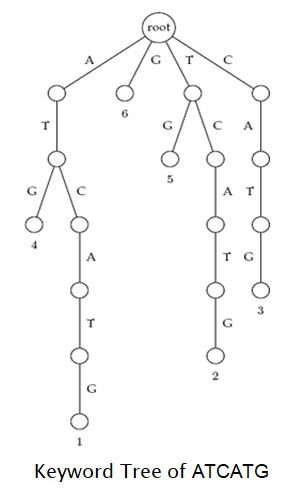 root
A G T C
6
T G C A
5
G C A T
4
A T G
3
T G
2
G
1
Keyword Tree of ATCATG